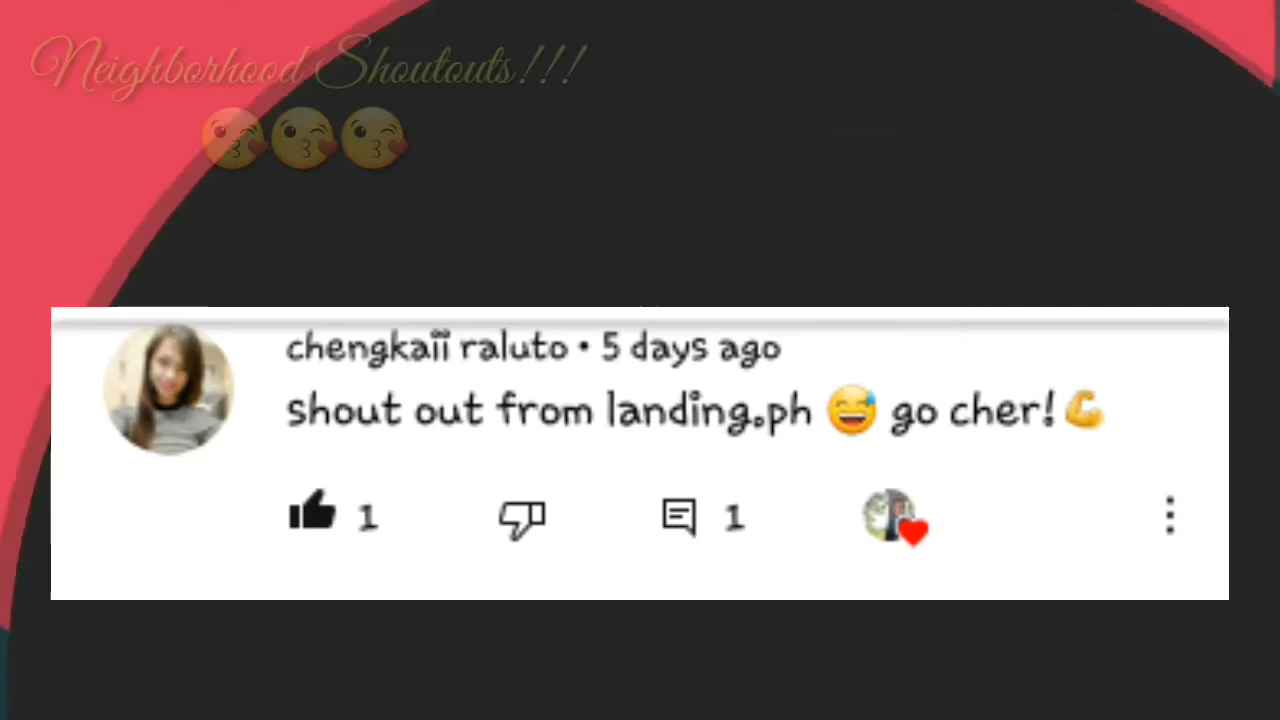 Neighborhood Shoutouts!!!
😘😘😘
chengkaii raluto • 5 days ago
shout out from landing.ph 😅 go cher!💪
1
1